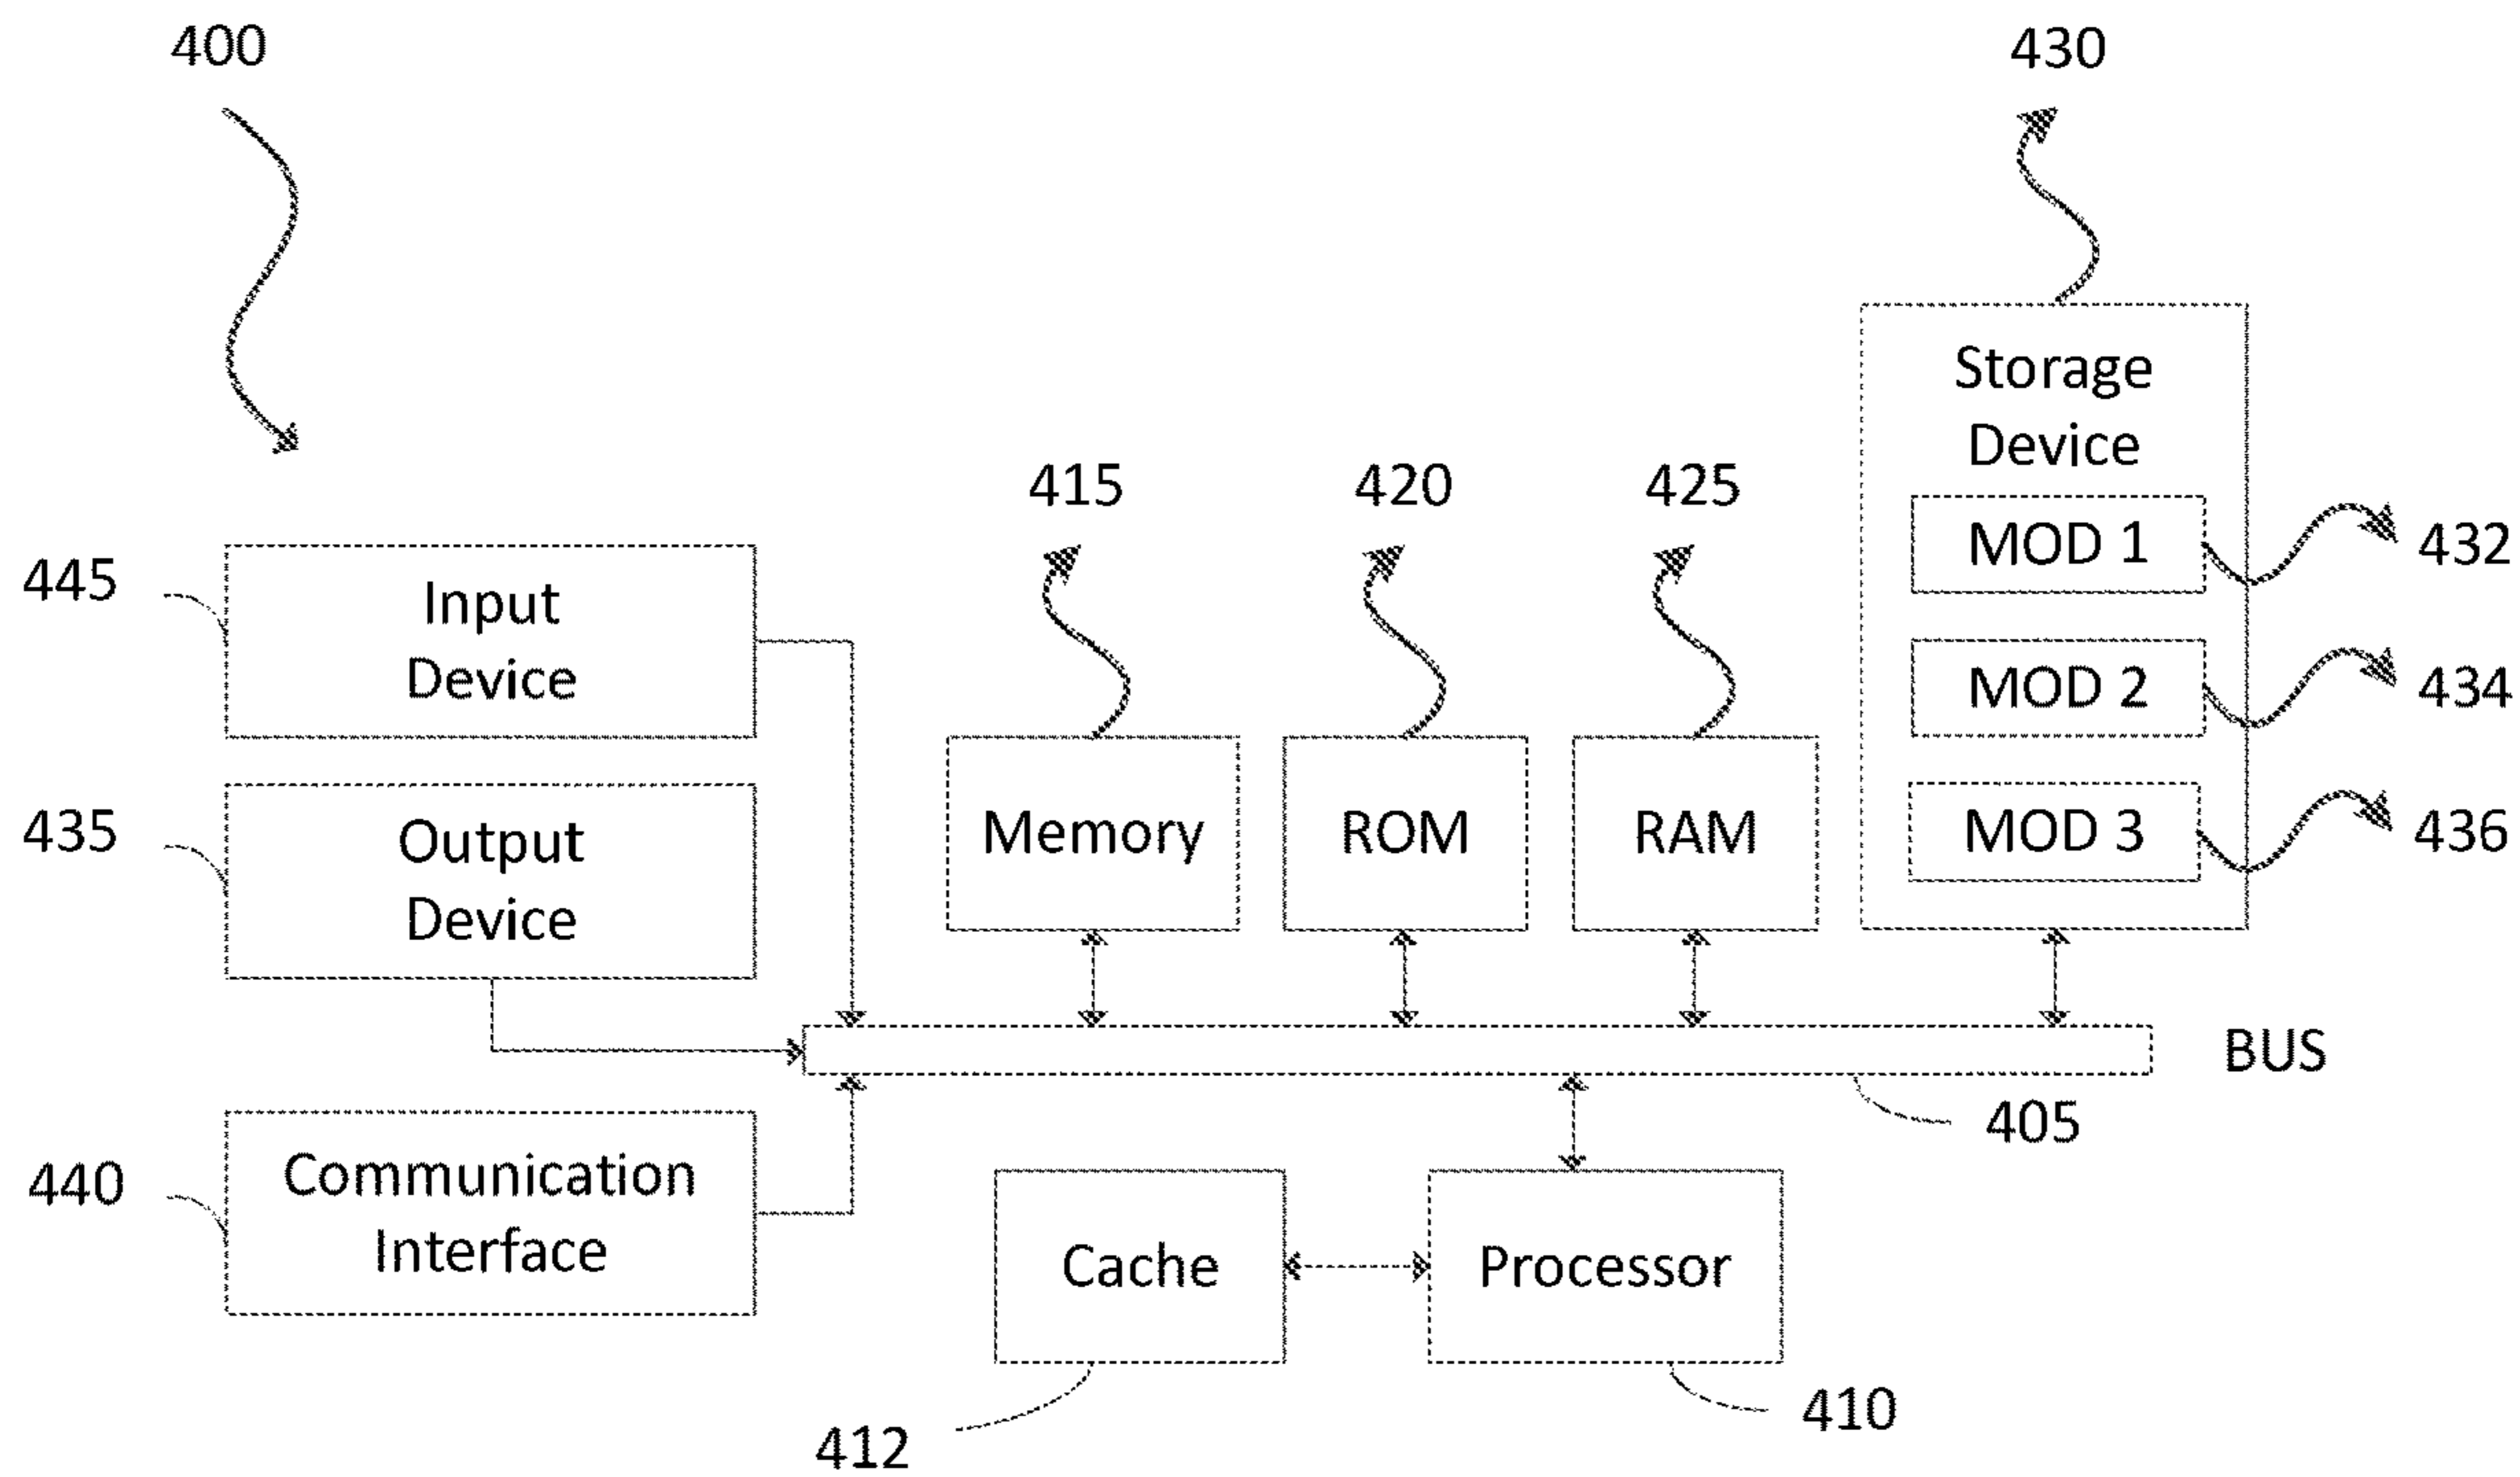 400
430
Storage
Device
415
420
425
MOD 1
432
445
Input
Device
MOD 2
434
435
Output
Device
Memory
ROM
RAM
MOD 3
436
BUS
405
440
Communication
Interface
Cache
Processor
412
410